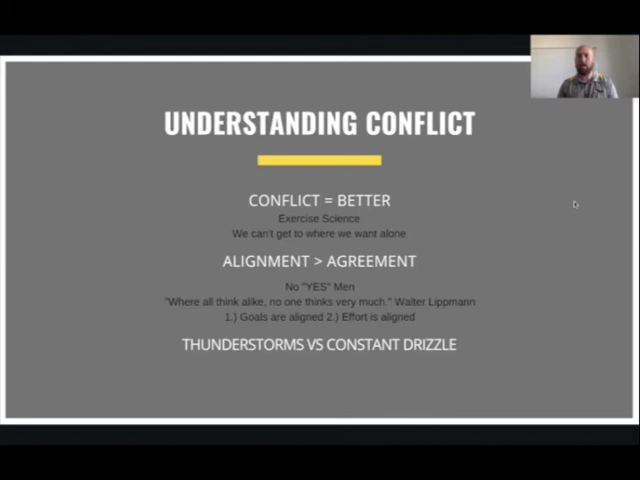 UNDERSTANDING CONFLICT
CONFLICT = BETTER
Exercise Science
We can't get to where we want alone
ALIGNMENT > AGREEMENT
No "YES" Men
"Where all think alike, no one thinks very much." Walter Lippmann
1.) Goals are aligned 2.) Effort is aligned
THUNDERSTORMS VS CONSTANT DRIZZLE